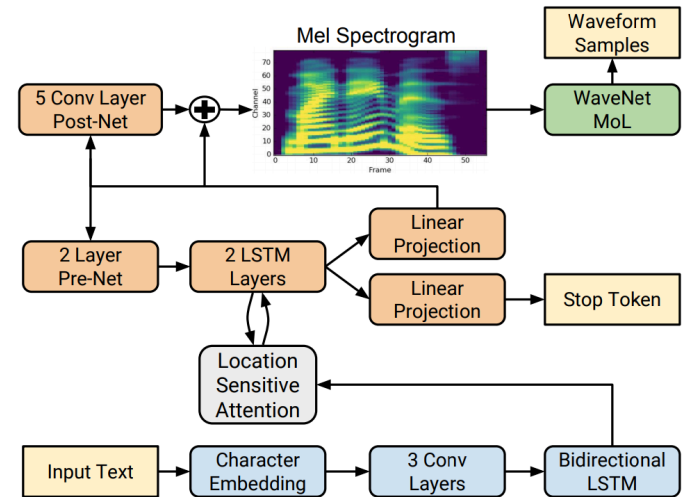 Waveform
Samples
Mel Spectrogram
5 Conv Layer
Post-Net
Channel
70
60
50
40
30
20
10
0
0 10 20 30 40 50
Frame
WaveNet
MoL
2 Layer
Pre-Net
2 LSTM
Layers
Linear
Projection
Linear
Projection
Stop Token
Location
Sensitive
Attention
Input Text
Character
Embedding
3 Conv
Layers
Bidirectional
LSTM